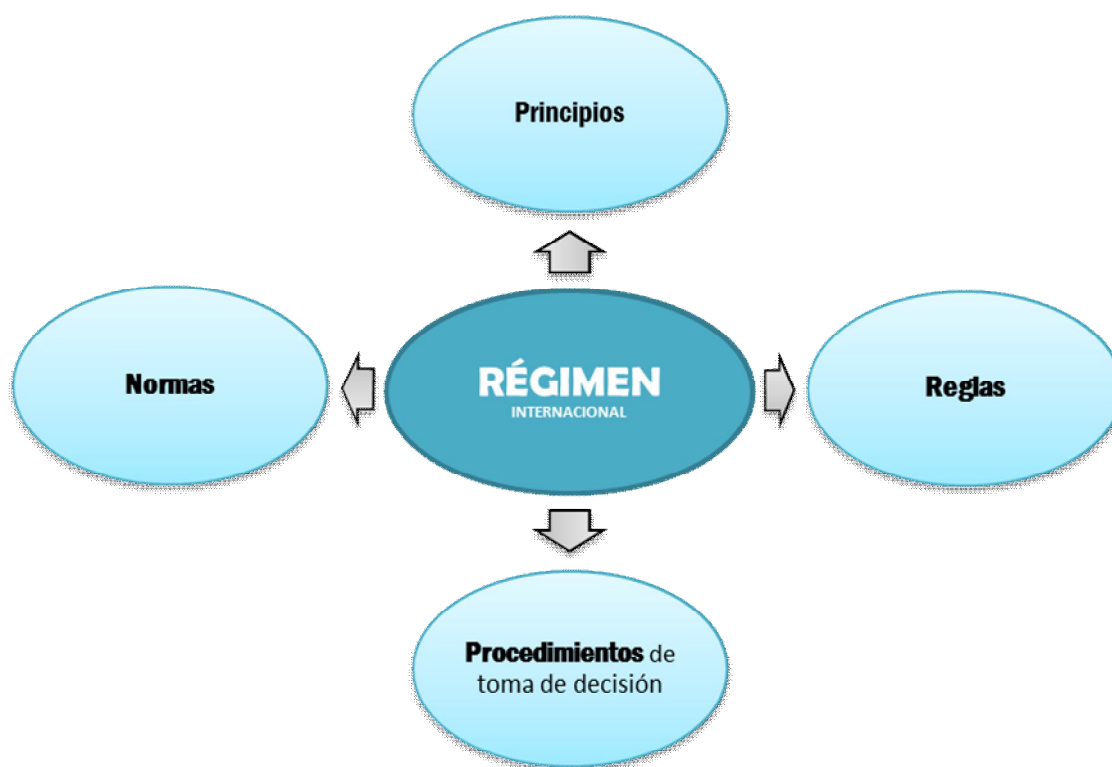 Principios
Normas
RÉGIMEN
INTERNACIONAL
Reglas
Procedimientos de
toma de decisión